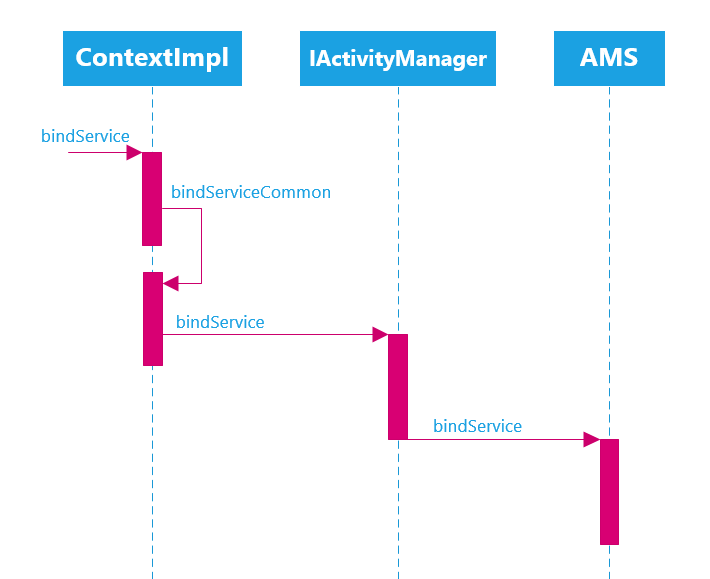 ContextImpl
IActivityManager
AMS
bindService
bindServiceCommon
bindService
bindService